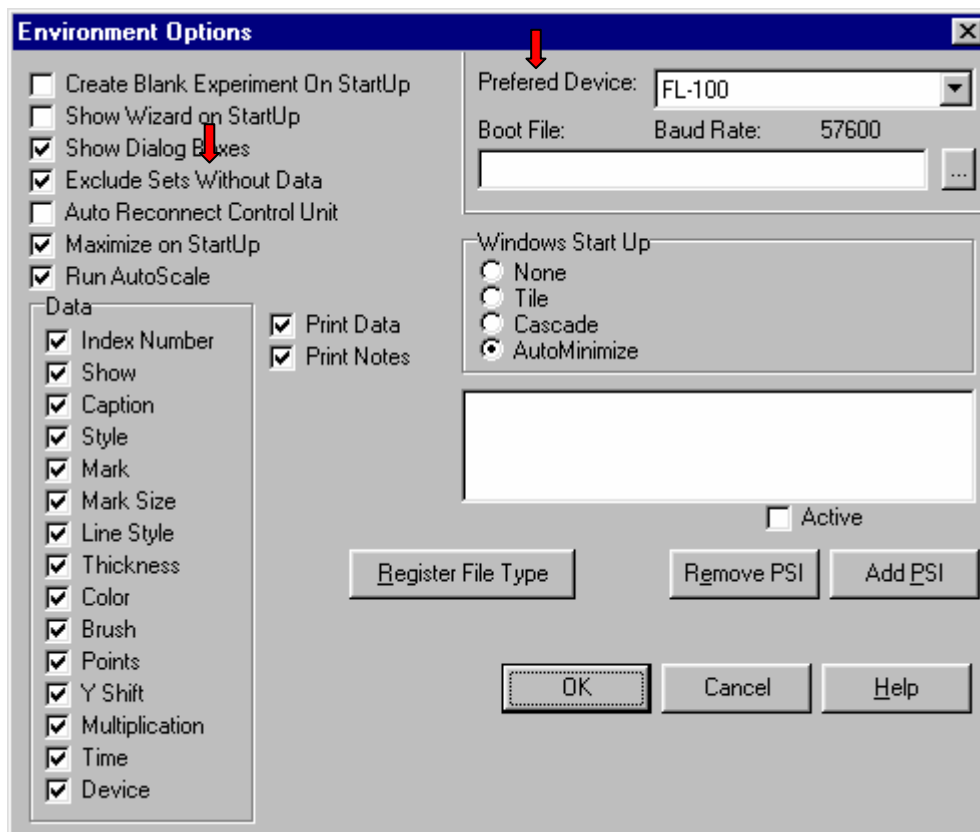 Environment Options
Create Blank Experiment On StartUp
Show Wizard on StartUp
Show Dialog Boxes
Exclude Sets Without Data
Auto Reconnect Control Unit
Maximize on StartUp
Run AutoScale
Prefered Device: FL-100
Boot File: Baud Rate: 57600
...
Windows Start Up
None
Tile
Cascade
AutoMinimize
Data
Index Number
Show
Caption
Style
Mark
Mark Size
Line Style
Thickness
Color
Brush
Points
Y Shift
Multiplication
Time
Device
Print Data
Print Notes
Active
Register File Type
Remove PSI
Add PSI
OK
Cancel
Help